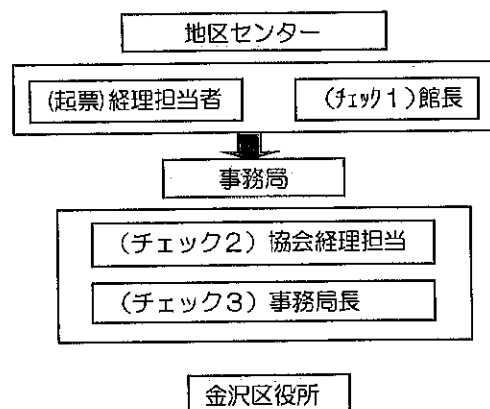 地区センター
(起票)経理担当者
(チェック1)館長
事務局
(チェック2)協会経理担当
(チェック3)事務局長
金沢区役所